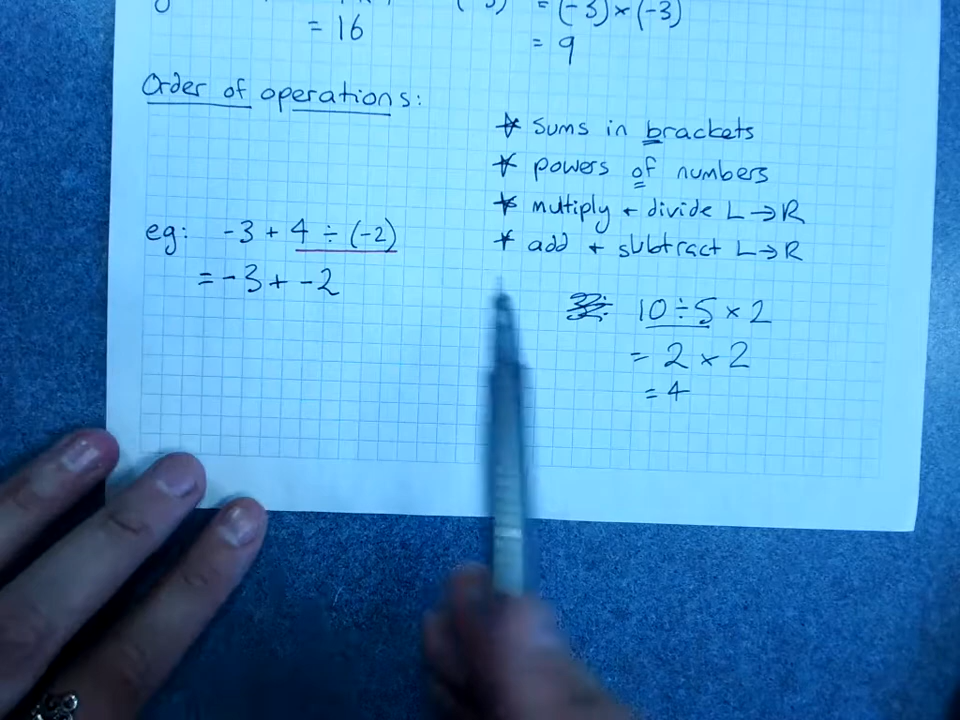 = (-3) × (-3)
= 16
= 9
Order of operations:
* Sums in brackets
* powers of numbers
* multiply + divide L → R
* add + subtract L → R
eg: -3 + 4 ÷ (-2)
= -3 + -2
10 ÷ 5 × 2
= 2 × 2
= 4